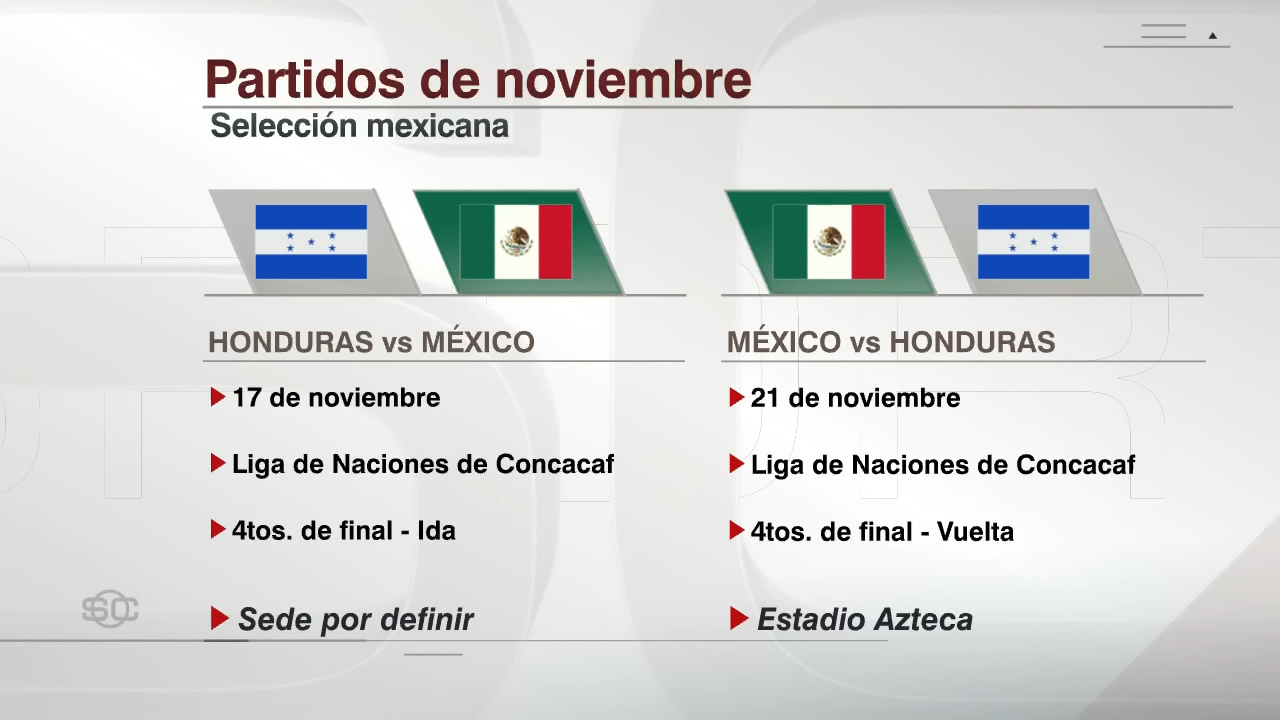 Partidos de noviembre
Selección mexicana
HONDURAS vs MÉXICO
17 de noviembre
Liga de Naciones de Concacaf
4tos. de final - Ida
Sede por definir
MÉXICO vs HONDURAS
21 de noviembre
Liga de Naciones de Concacaf
4tos. de final - Vuelta
Estadio Azteca
SC